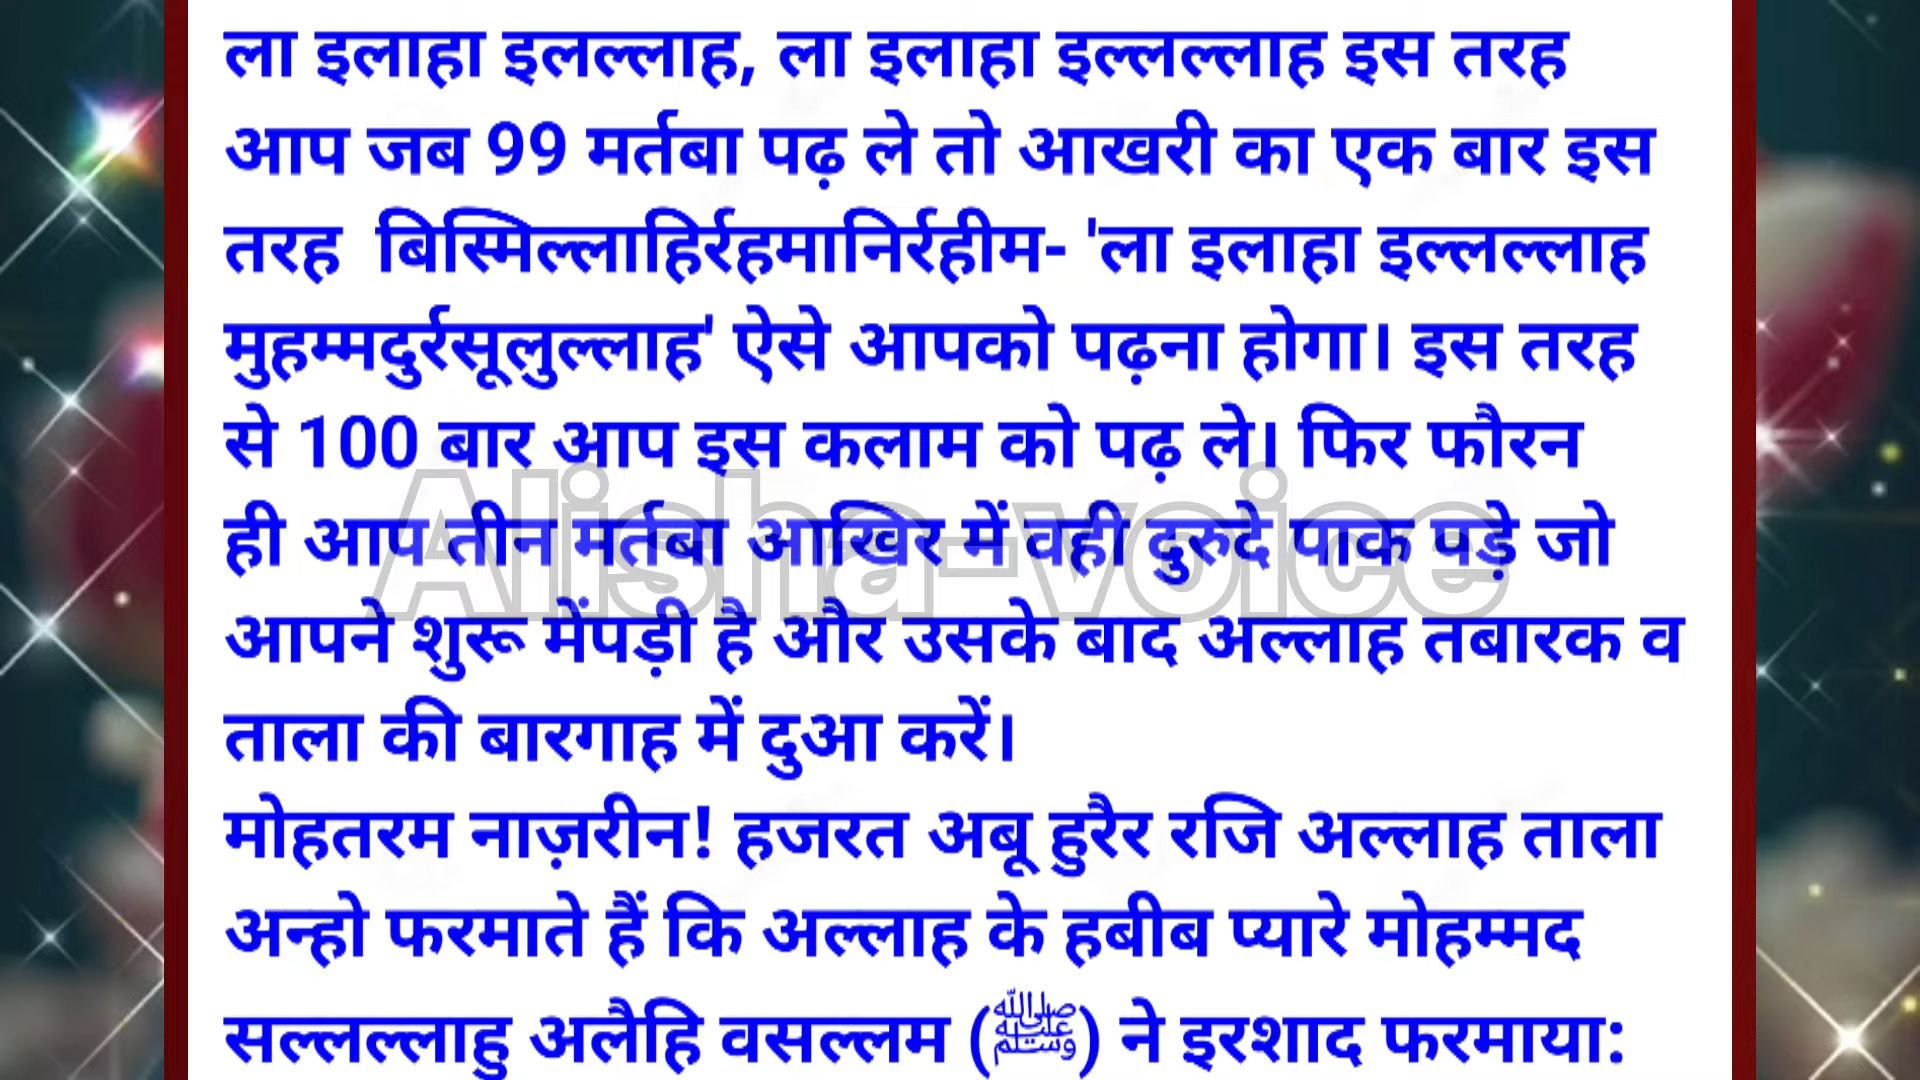 ला इलाहा इलल्लाह, ला इलाहा इल्लल्लाह इस तरह
आप जब 99 मर्तबा पढ़ ले तो आखरी का एक बार इस
तरह बिस्मिल्लाहिर्रहमानिर्रहीम- 'ला इलाहा इल्लल्लाह
मुहम्मदुर्रसूलुल्लाह' ऐसे आपको पढ़ना होगा। इस तरह
से 100 बार आप इस कलाम को पढ़ ले। फिर फौरन
ही आप तीन मर्तबा आखिर में वही दुरुदे पाक पड़े जो
Alisha-voice
आपने शुरू मेंपड़ी है और उसके बाद अल्लाह तबारक व
ताला की बारगाह में दुआ करें।
मोहतरम नाज़रीन! हजरत अबू हुरैर रजि अल्लाह ताला
अन्हो फरमाते हैं कि अल्लाह के हबीब प्यारे मोहम्मद
सल्लल्लाहु अलैहि वसल्लम (ﷺ) ने इरशाद फरमाया: